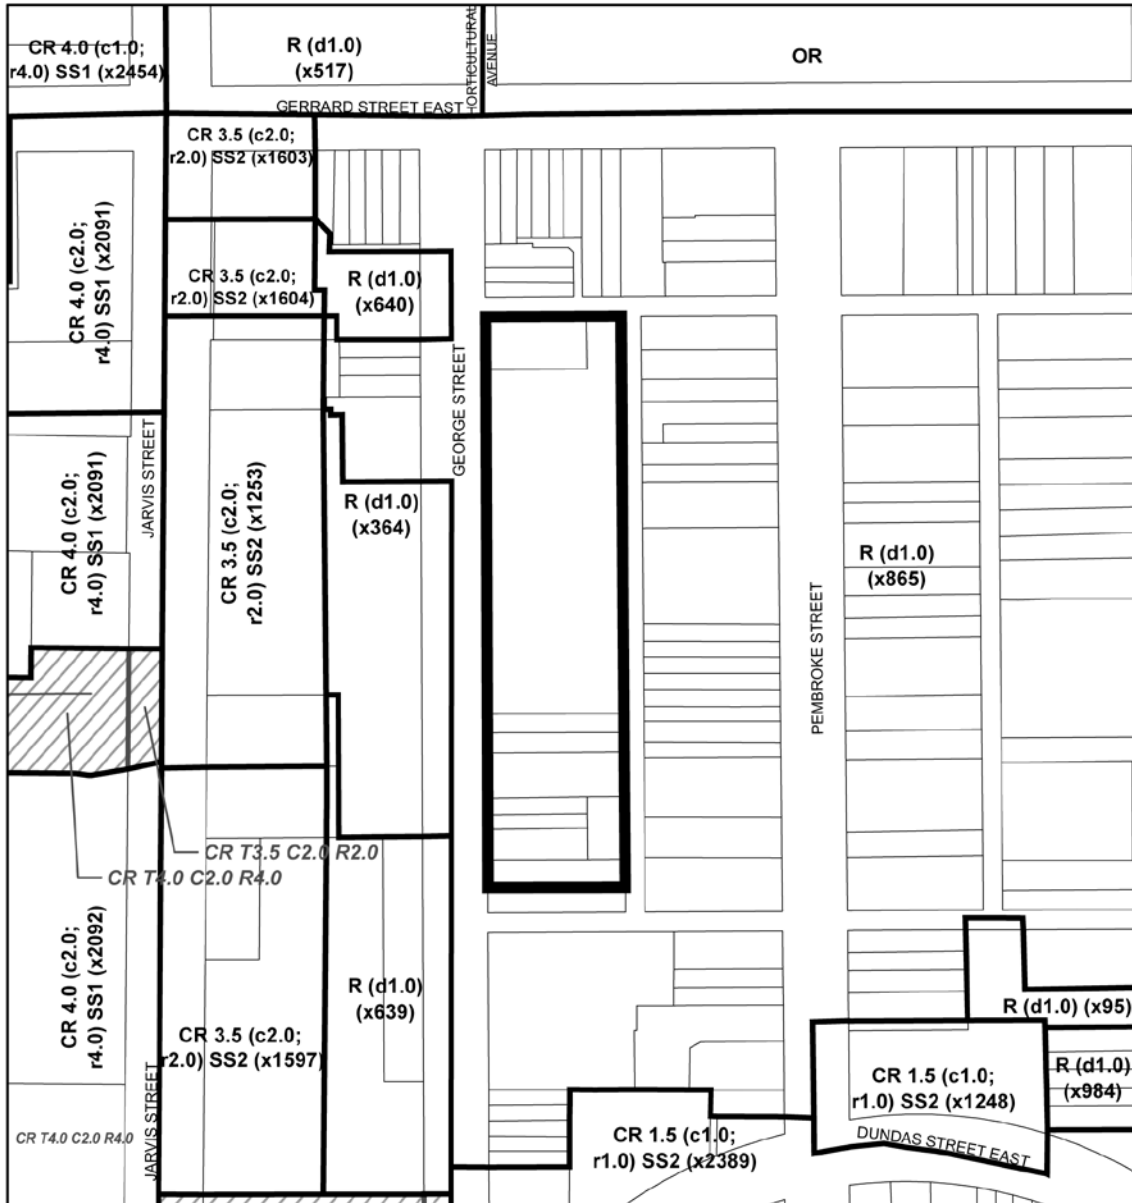 CR 4.0 (c1.0;
r4.0) SS1 (x2454)
R (d1.0)
(x517)
HORTICULTURAL
AVENUE
OR
GERRARD STREET EAST
CR 3.5 (c2.0;
r2.0) SS2 (x1603)
CR 4.0 (c2.0;
r4.0) SS1 (x2091)
CR 3.5 (c2.0;
r2.0) SS2 (x1604)
R (d1.0)
(x640)
GEORGE STREET
JARVIS STREET
CR 4.0 (c2.0;
r4.0) SS1 (x2091)
CR 3.5 (c2.0;
r2.0) SS2 (x1253)
R (d1.0)
(x364)
R (d1.0)
(x865)
PEMBROKE STREET
CR T3.5 C2.0 R2.0
CR T4.0 C2.0 R4.0
CR 4.0 (c2.0;
r4.0) SS1 (x2092)
R (d1.0)
(x639)
R (d1.0) (x95)
CR 3.5 (c2.0;
r2.0) SS2 (x1597)
CR 1.5 (c1.0;
r1.0) SS2 (x1248)
R (d1.0)
(x984)
JARVIS STREET
CR T4.0 C2.0 R4.0
CR 1.5 (c1.0;
r1.0) SS2 (x2389)
DUNDAS STREET EAST